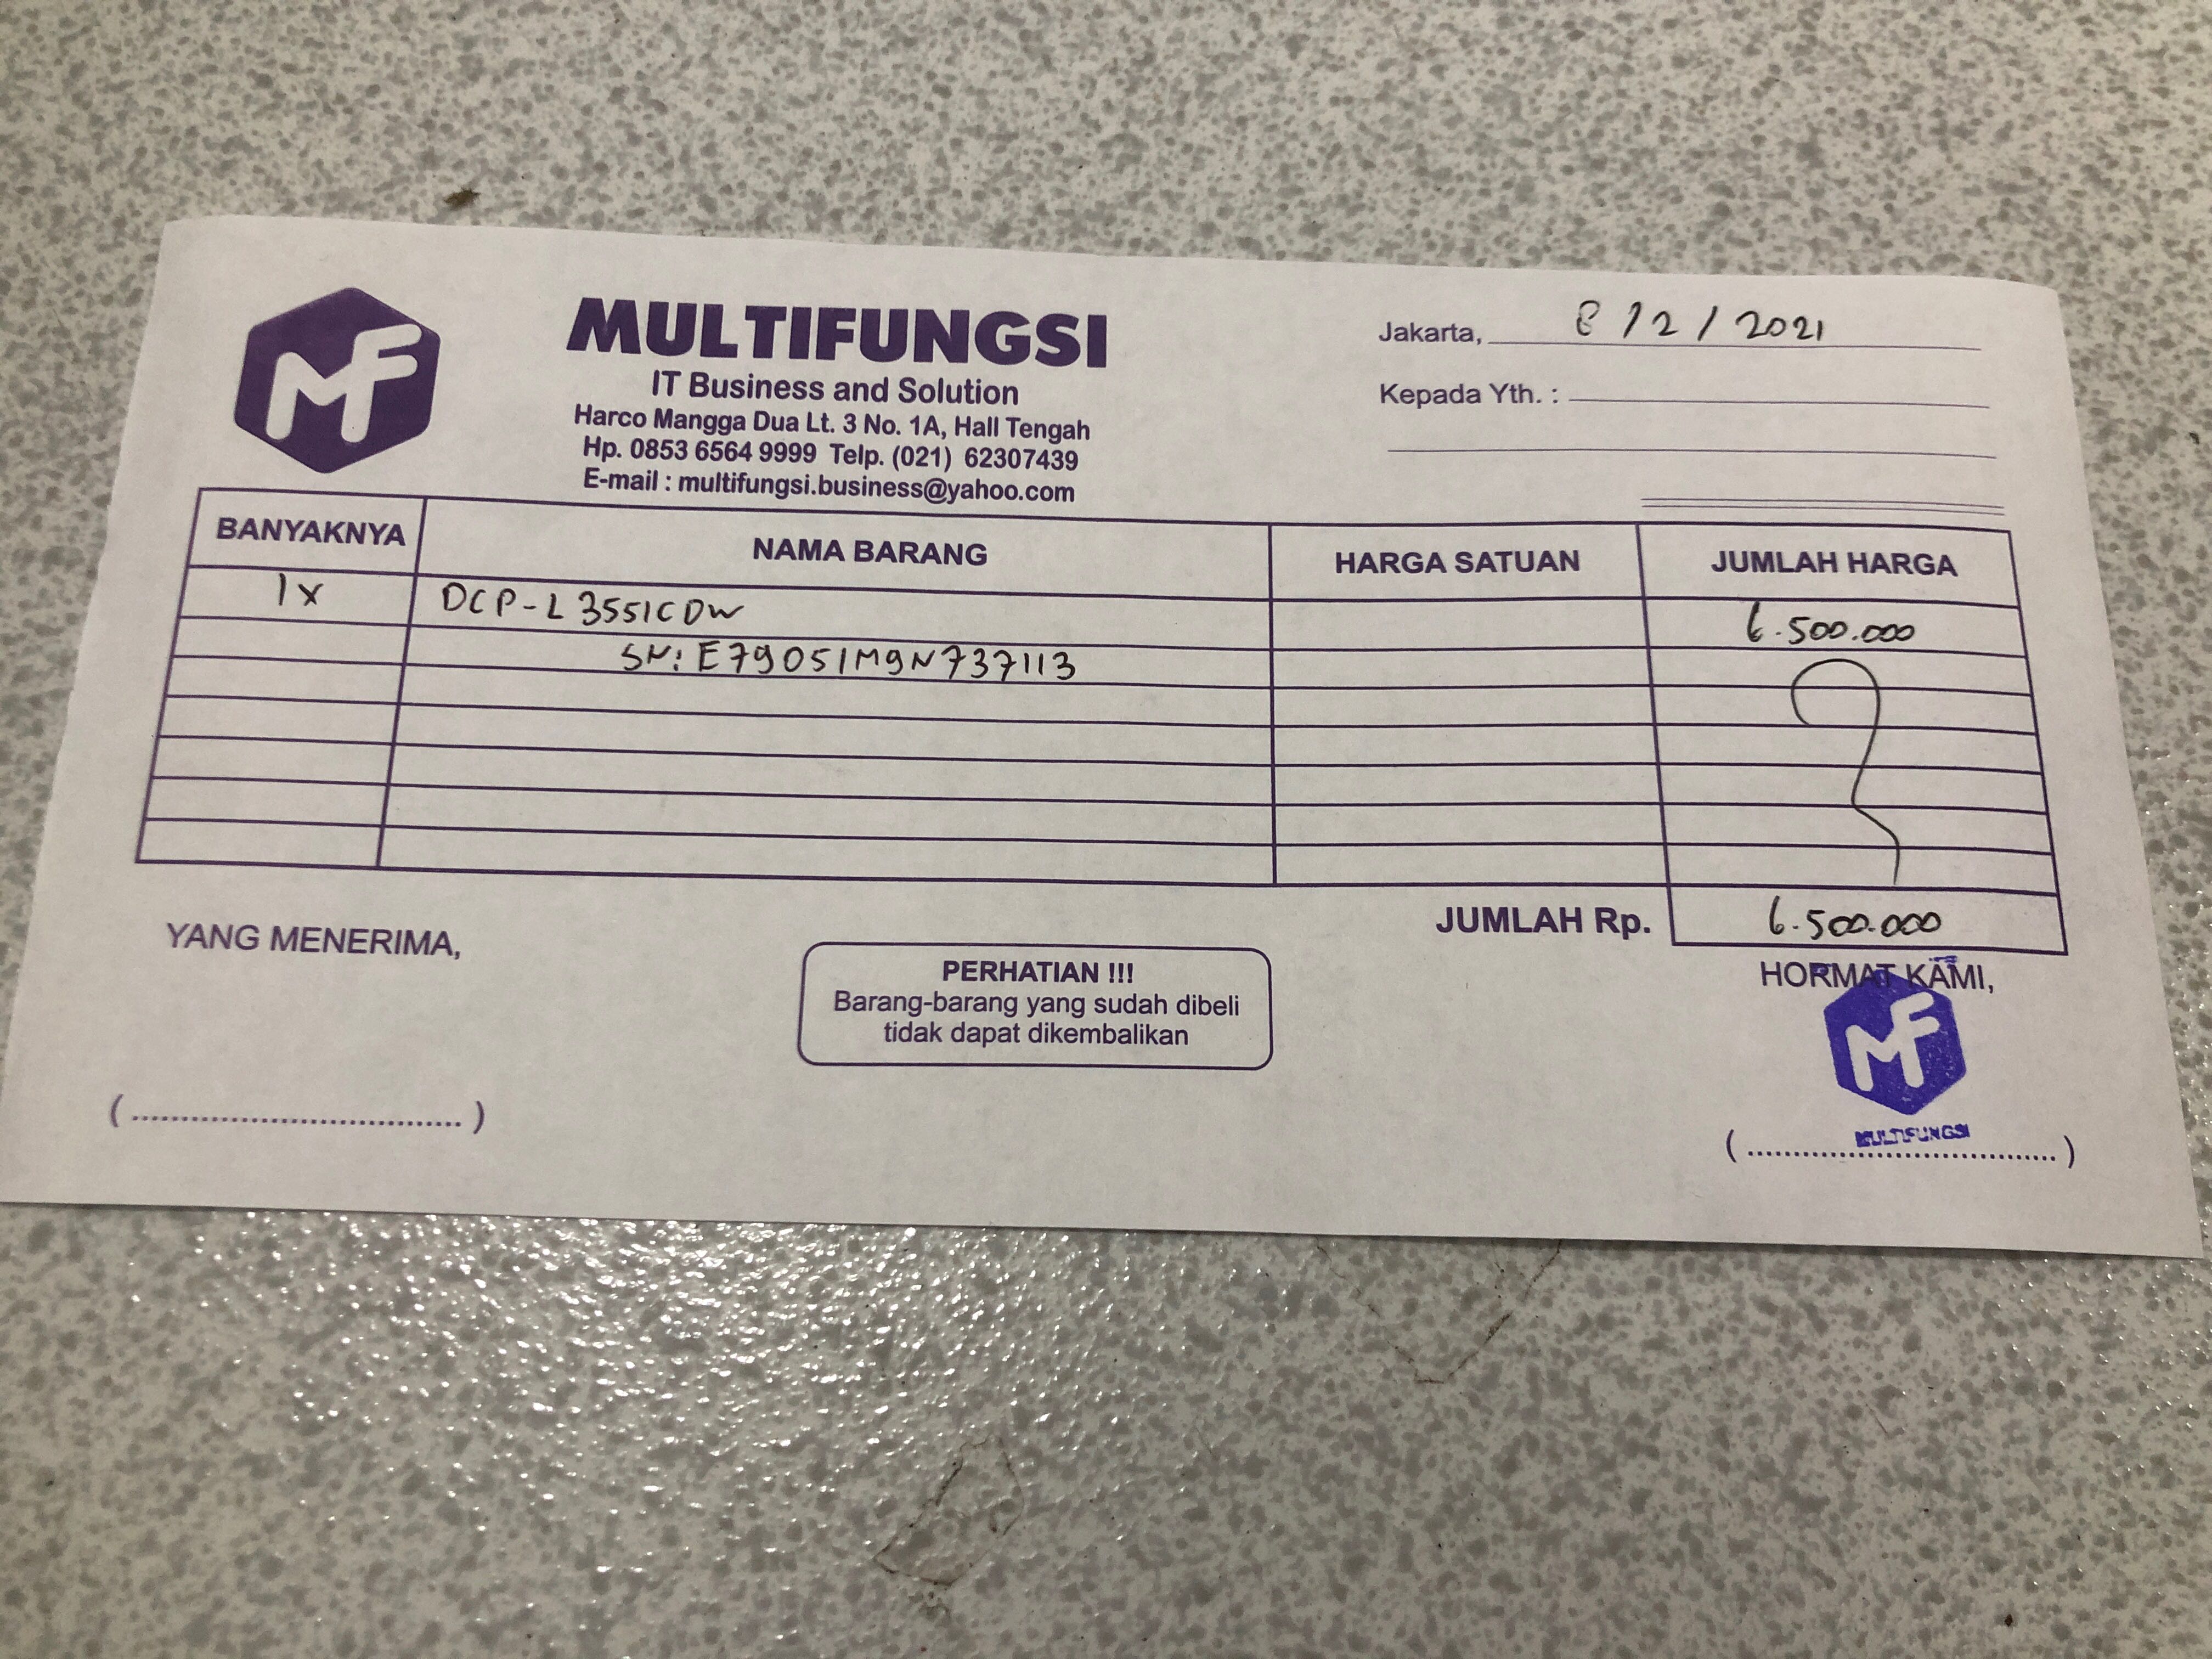 MF
MULTIFUNGSI
IT Business and Solution
Harco Mangga Dua Lt. 3 No. 1A, Hall Tengah
Hp. 0853 6564 9999 Telp. (021) 62307439
E-mail : multifungsi.business@yahoo.com
Jakarta, 8/2/2021
Kepada Yth. :
BANYAKNYA NAMA BARANG HARGA SATUAN JUMLAH HARGA
1x DCP-L3551CDW 6.500.000
SN: E79051M9N737113
JUMLAH Rp. 6.500.000
YANG MENERIMA,
PERHATIAN !!!
Barang-barang yang sudah dibeli
tidak dapat dikembalikan
HORMAT KAMI,
MF
MULTIFUNGSI
(....................................)
(....................................)